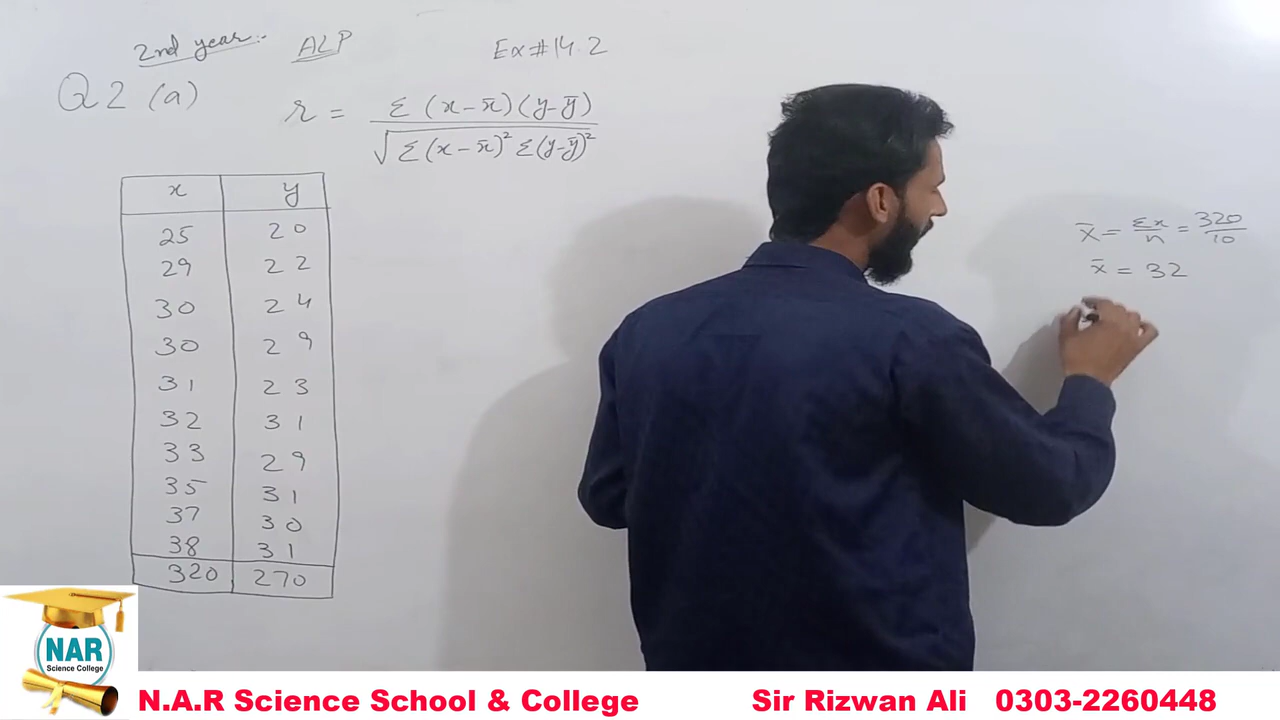 2nd year:- ALP Ex#14.2
Q2 (a)
r = Σ(x-x̄)(y-ȳ) / √Σ(x-x̄)² Σ(y-ȳ)²
x y
25 20
29 22
30 24
30 29
31 23
32 31
33 29
35 31
37 30
38 31
320 270
x̄ = Σx/n = 320/10
x̄ = 32
NAR
Science College
N.A.R Science School & College Sir Rizwan Ali 0303-2260448